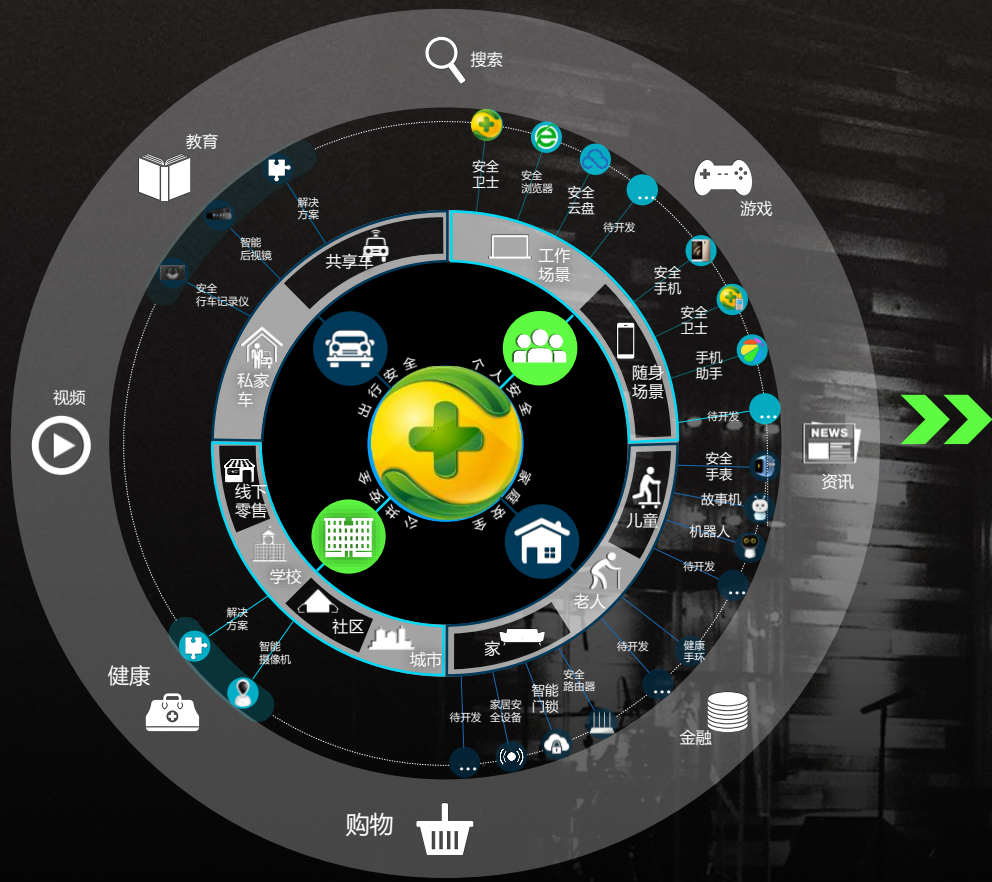 搜索
教育
游戏
安全
卫士
安全
浏览器
安全
云盘
待开发
解决
方案
智能
后视镜
安全
行车记录仪
共享车
工作
场景
安全
手机
安全
卫士
手机
助手
待开发
私家
车
随身
场景
出行安全
个人安全
视频
NEWS
资讯
安全
手表
故事机
机器人
待开发
线下
零售
公共安全
家庭安全
儿童
学校
老人
社区
城市
家
解决
方案
智能
摄像机
待开发
健康
手环
安全
路由器
智能
门锁
家居安
全设备
待开发
健康
金融
购物